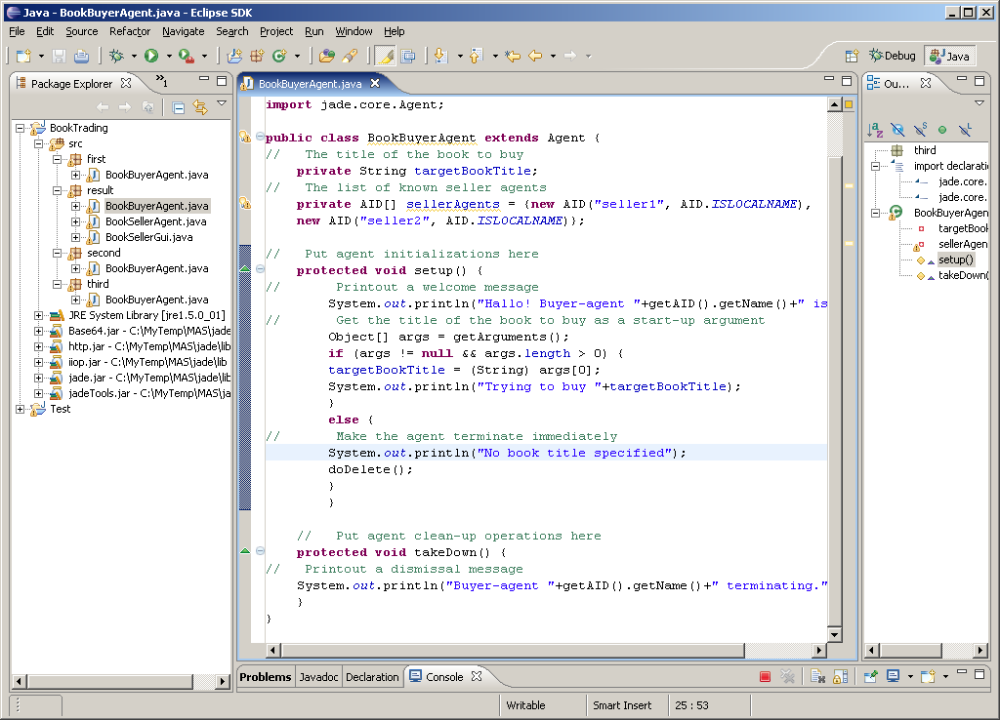 Java - BookBuyerAgent.java - Eclipse SDK
File Edit Source Refactor Navigate Search Project Run Window Help
Debug Java
Package Explorer 1
BookTrading
src
first
BookBuyerAgent.java
result
BookBuyerAgent.java
BookSellerAgent.java
BookSellerGui.java
second
BookBuyerAgent.java
third
BookBuyerAgent.java
JRE System Library [jre1.5.0_01]
Base64.jar - C:\MyTemp\MAS\jade
http.jar - C:\MyTemp\MAS\jade\lib
iiop.jar - C:\MyTemp\MAS\jade\lib
jade.jar - C:\MyTemp\MAS\jade\lib
jadeTools.jar - C:\MyTemp\MAS\ja
Test
BookBuyerAgent.java
import jade.core.Agent;
public class BookBuyerAgent extends Agent {
// The title of the book to buy
private String targetBookTitle;
// The list of known seller agents
private AID[] sellerAgents = {new AID("seller1", AID.ISLOCALNAME),
new AID("seller2", AID.ISLOCALNAME)};
// Put agent initializations here
protected void setup() {
// Printout a welcome message
System.out.println("Hallo! Buyer-agent "+getAID().getName()+" is
// Get the title of the book to buy as a start-up argument
Object[] args = getArguments();
if (args != null && args.length > 0) {
targetBookTitle = (String) args[0];
System.out.println("Trying to buy "+targetBookTitle);
}
else {
// Make the agent terminate immediately
System.out.println("No book title specified");
doDelete();
}
}
// Put agent clean-up operations here
protected void takeDown() {
// Printout a dismissal message
System.out.println("Buyer-agent "+getAID().getName()+" terminating."
}
}
Ou...
third
import declarati
jade.core.
jade.core.
BookBuyerAgen
targetBook
sellerAgen
setup()
takeDown(
Problems Javadoc Declaration Console
Writable Smart Insert 25 : 53